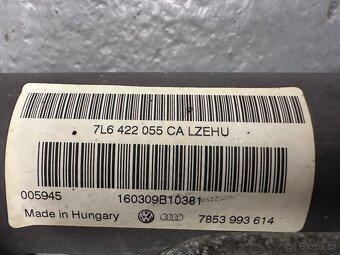 7L6 422 055 CA LZEHU
005945 160309B10381
Made in Hungary 7853 993 614